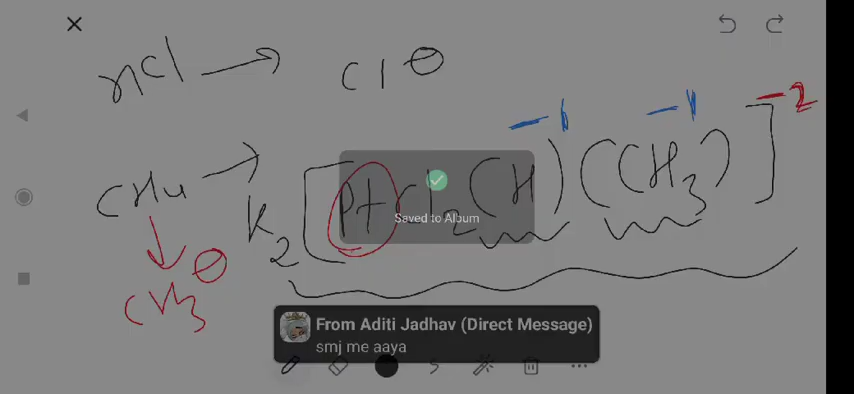 HCl → Cl⊖
-1 -1 -2
CH4 → K2[PtCl2(H)(CH3)]
CH3⊖
Saved to Album
From Aditi Jadhav (Direct Message)
smj me aaya